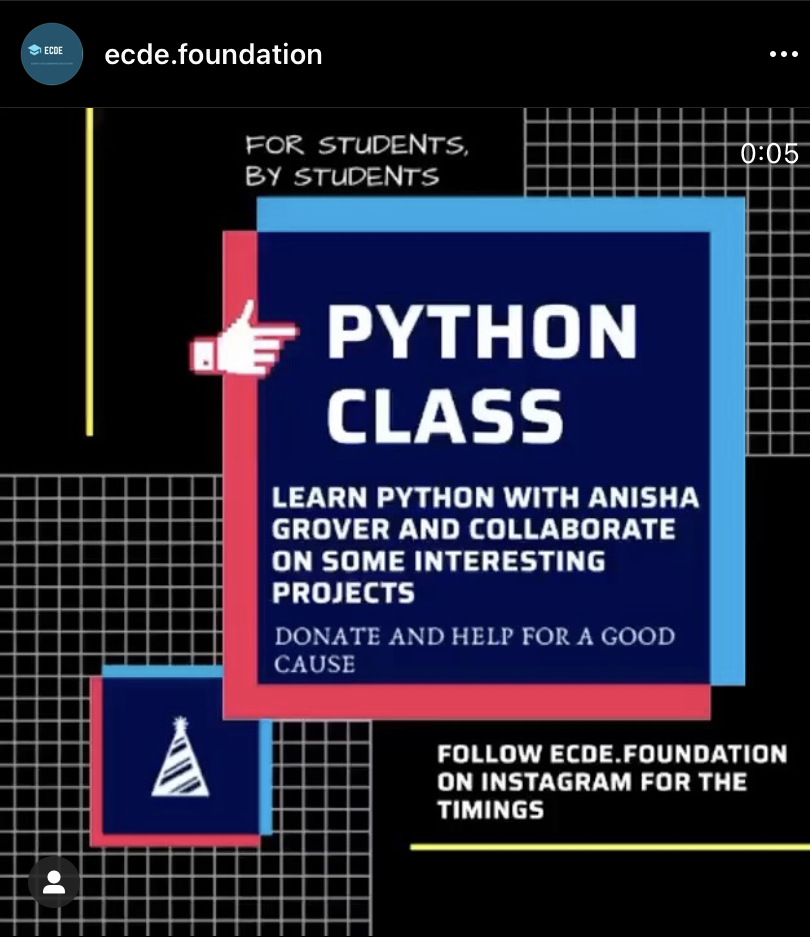 ECDE
ecde.foundation
0:05
FOR STUDENTS,
BY STUDENTS
PYTHON
CLASS
LEARN PYTHON WITH ANISHA
GROVER AND COLLABORATE
ON SOME INTERESTING
PROJECTS
DONATE AND HELP FOR A GOOD
CAUSE
FOLLOW ECDE.FOUNDATION
ON INSTAGRAM FOR THE
TIMINGS